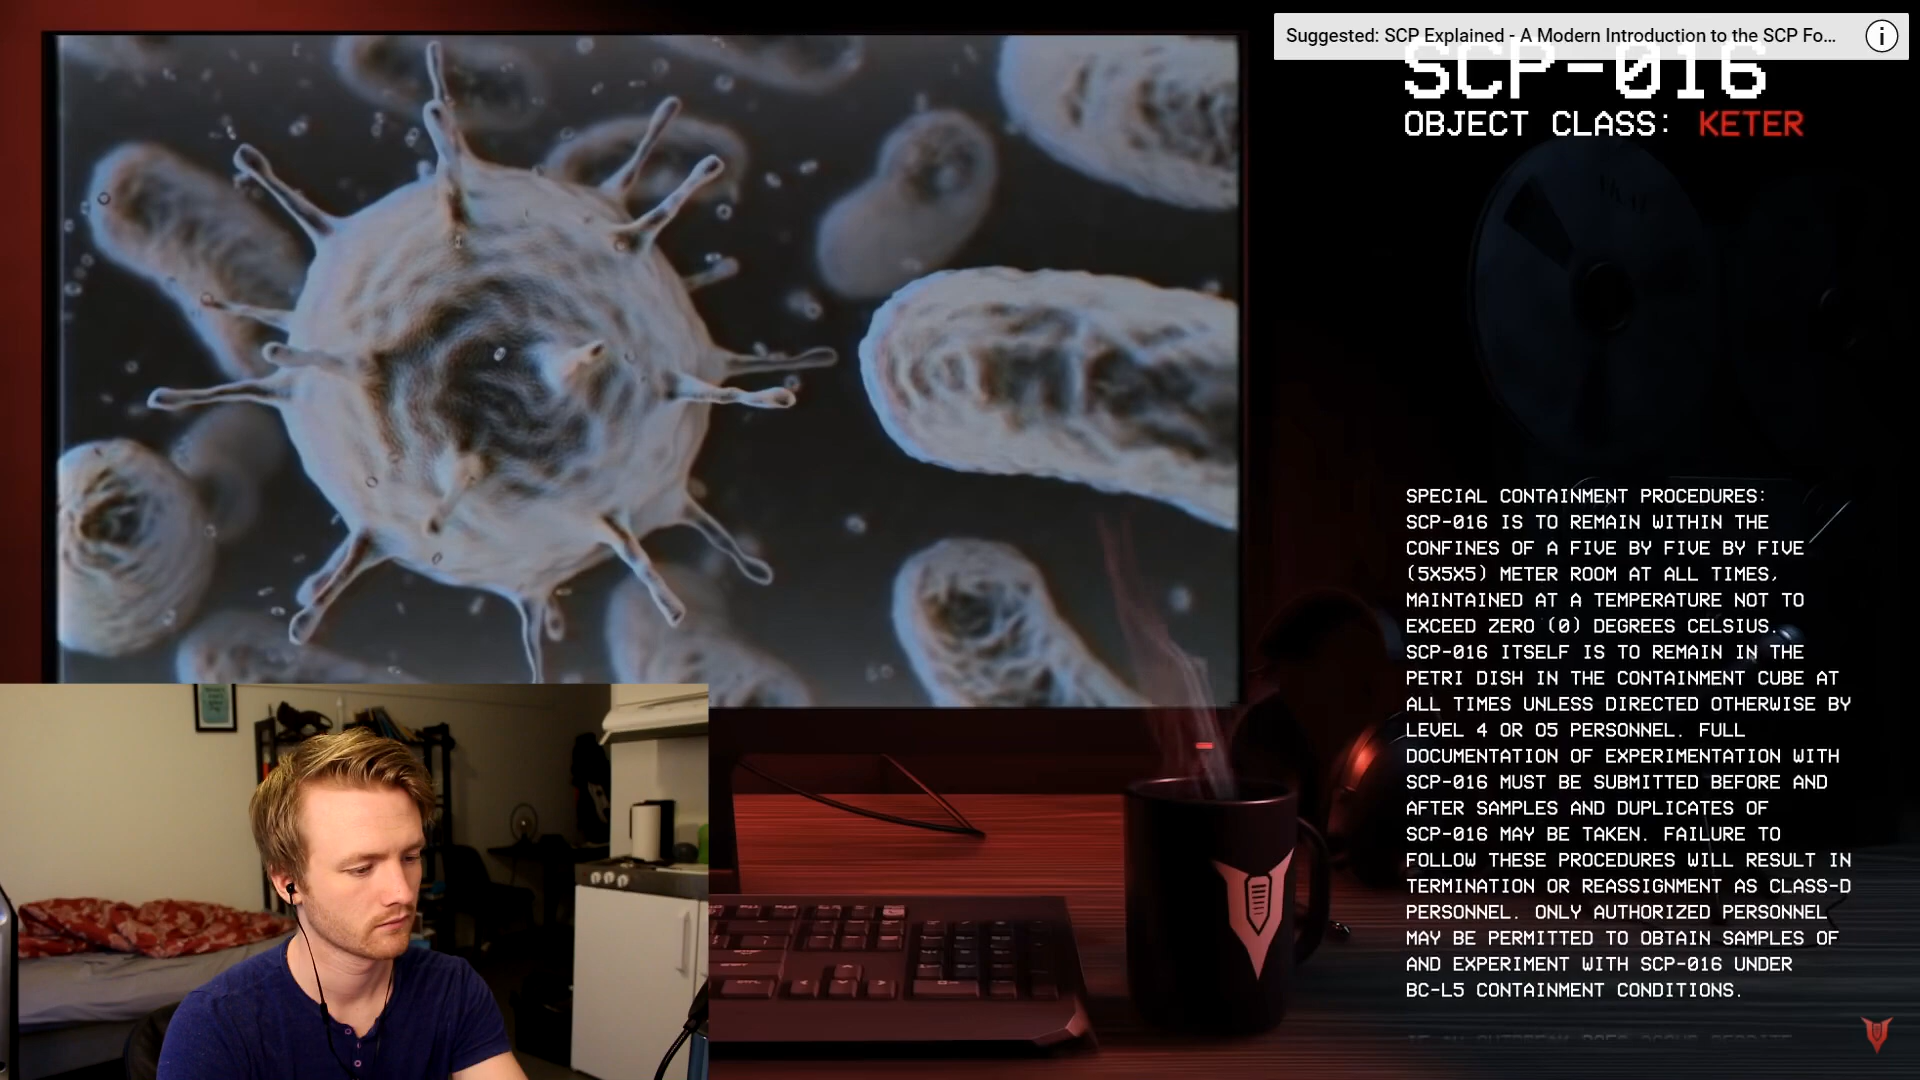 Suggested: SCP Explained - A Modern Introduction to the SCP Fo...
SCP-016
OBJECT CLASS: KETER
SPECIAL CONTAINMENT PROCEDURES:
SCP-016 IS TO REMAIN WITHIN THE
CONFINES OF A FIVE BY FIVE BY FIVE
(5X5X5) METER ROOM AT ALL TIMES,
MAINTAINED AT A TEMPERATURE NOT TO
EXCEED ZERO (0) DEGREES CELSIUS.
SCP-016 ITSELF IS TO REMAIN IN THE
PETRI DISH IN THE CONTAINMENT CUBE AT
ALL TIMES UNLESS DIRECTED OTHERWISE BY
LEVEL 4 OR O5 PERSONNEL. FULL
DOCUMENTATION OF EXPERIMENTATION WITH
SCP-016 MUST BE SUBMITTED BEFORE AND
AFTER SAMPLES AND DUPLICATES OF
SCP-016 MAY BE TAKEN. FAILURE TO
FOLLOW THESE PROCEDURES WILL RESULT IN
TERMINATION OR REASSIGNMENT AS CLASS-D
PERSONNEL. ONLY AUTHORIZED PERSONNEL
MAY BE PERMITTED TO OBTAIN SAMPLES OF
AND EXPERIMENT WITH SCP-016 UNDER
BC-L5 CONTAINMENT CONDITIONS.